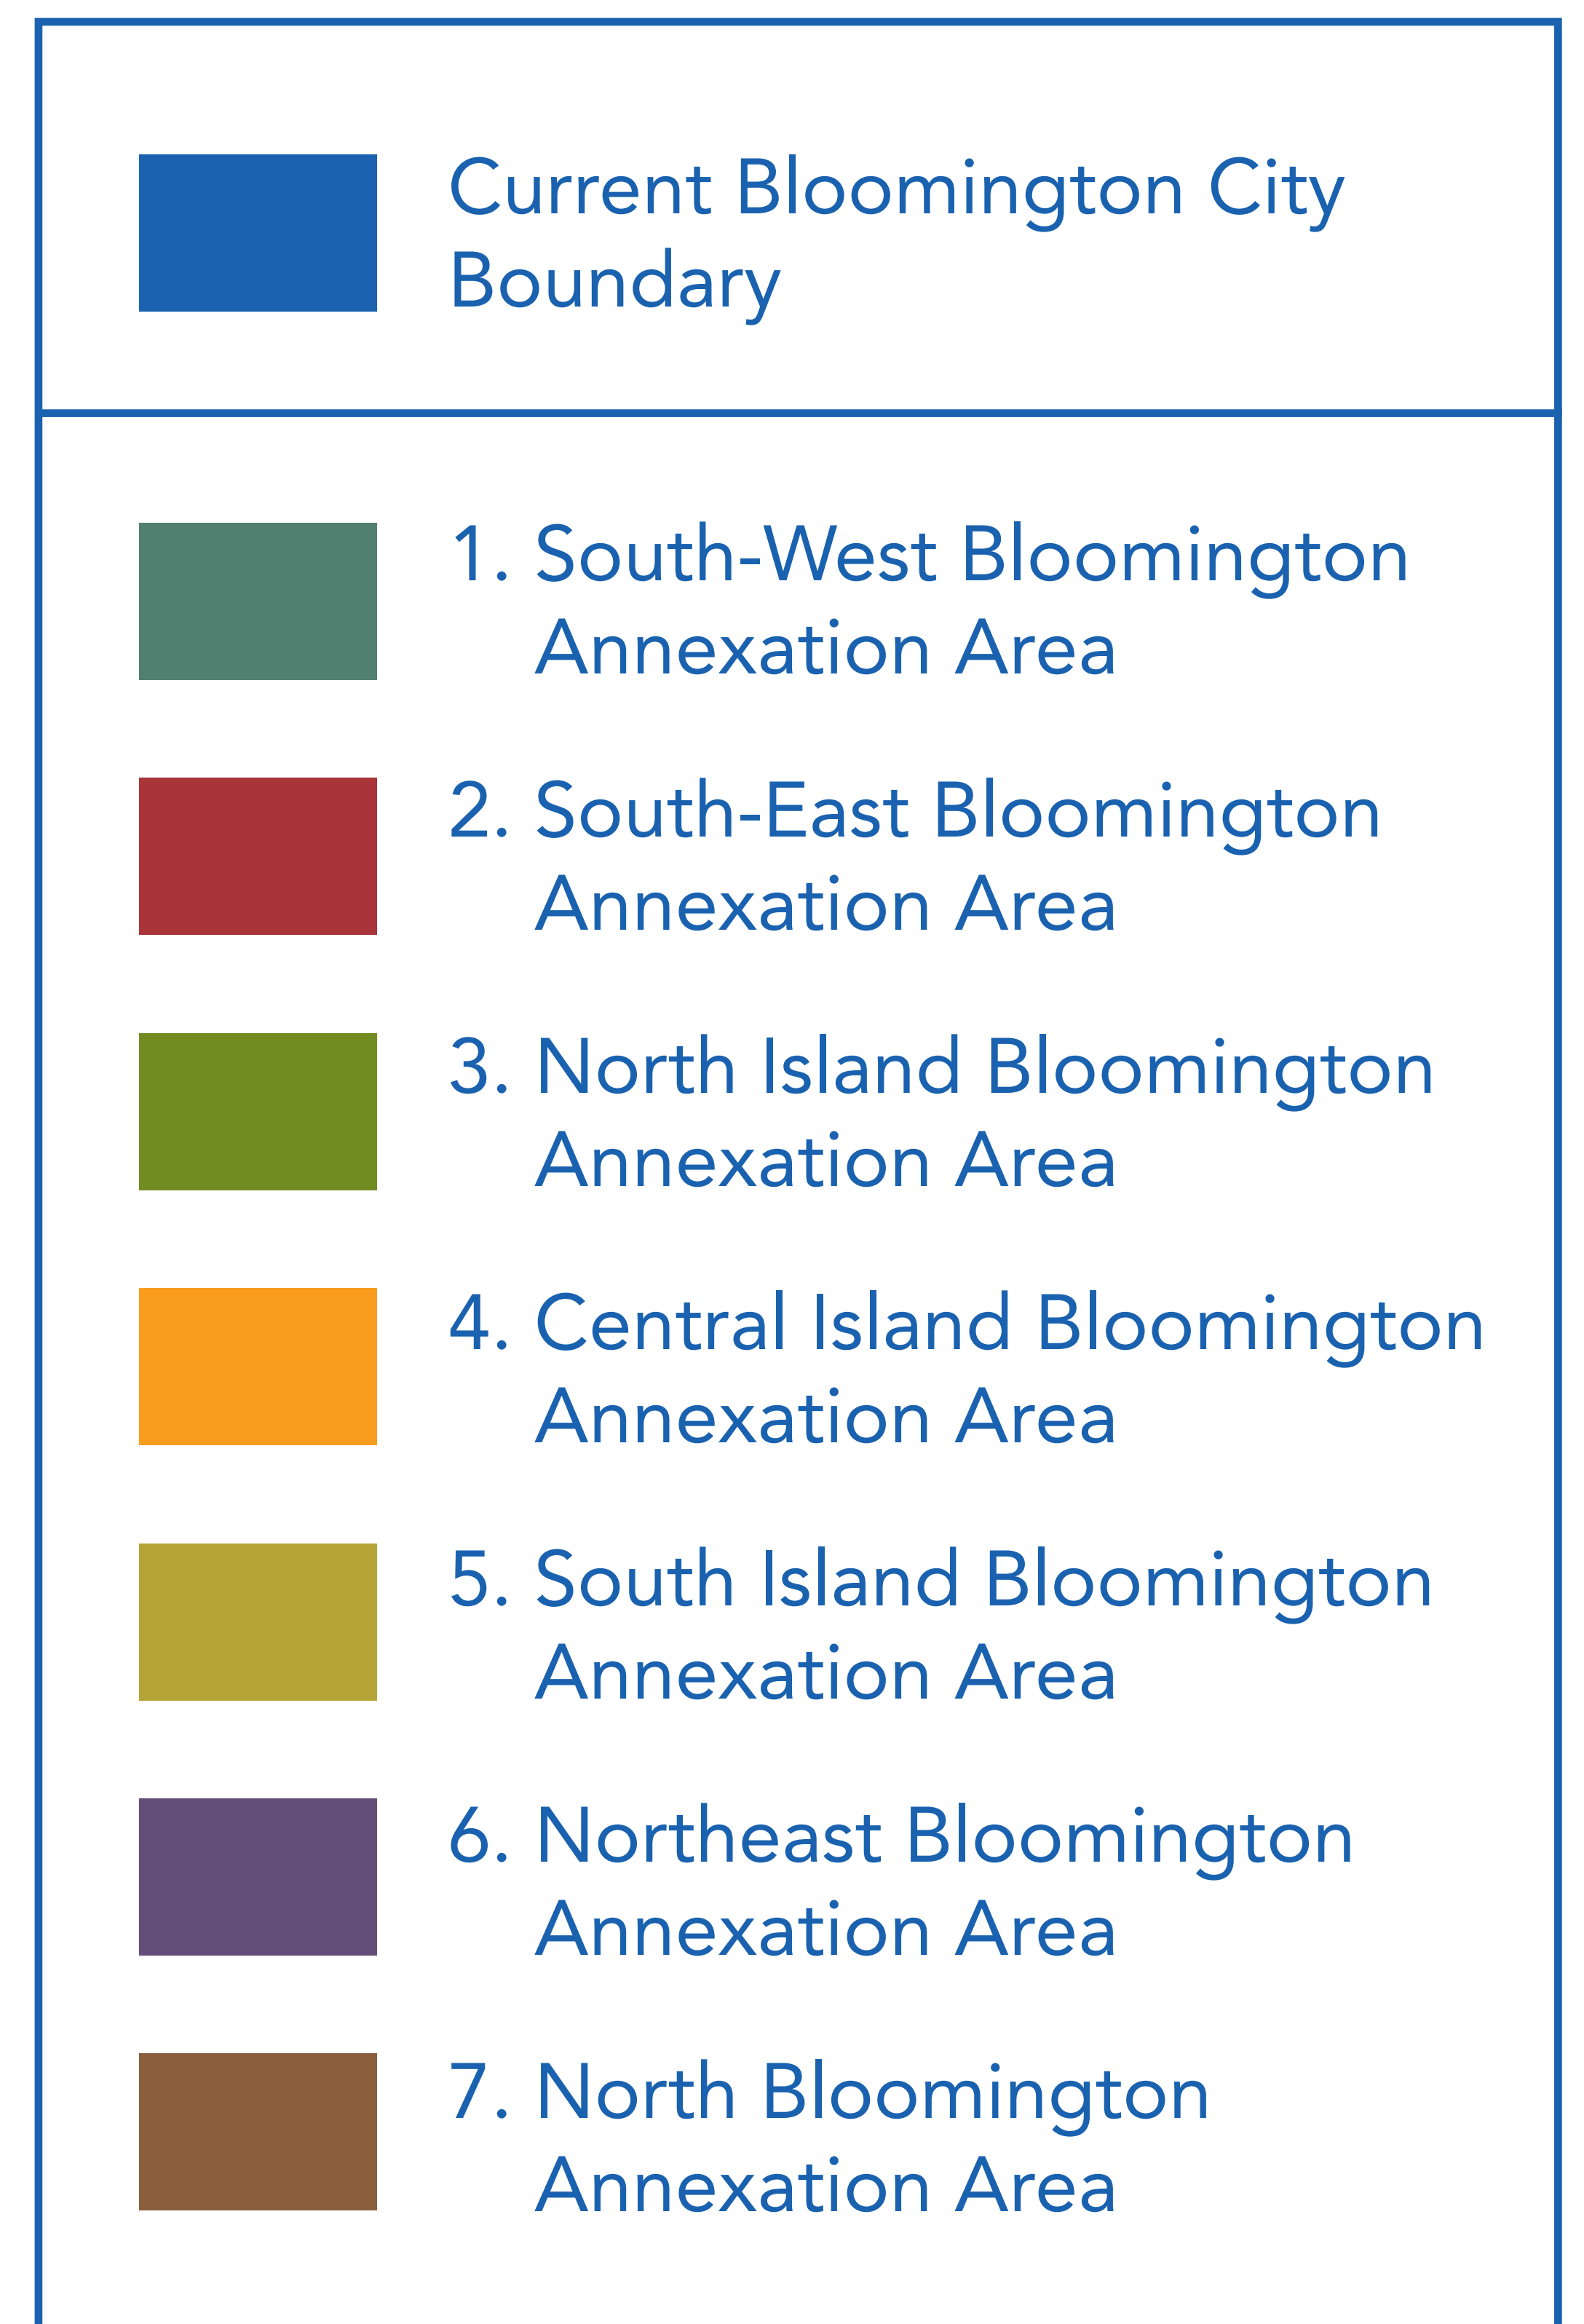 Current Bloomington City
Boundary
1. South-West Bloomington
Annexation Area
2. South-East Bloomington
Annexation Area
3. North Island Bloomington
Annexation Area
4. Central Island Bloomington
Annexation Area
5. South Island Bloomington
Annexation Area
6. Northeast Bloomington
Annexation Area
7. North Bloomington
Annexation Area